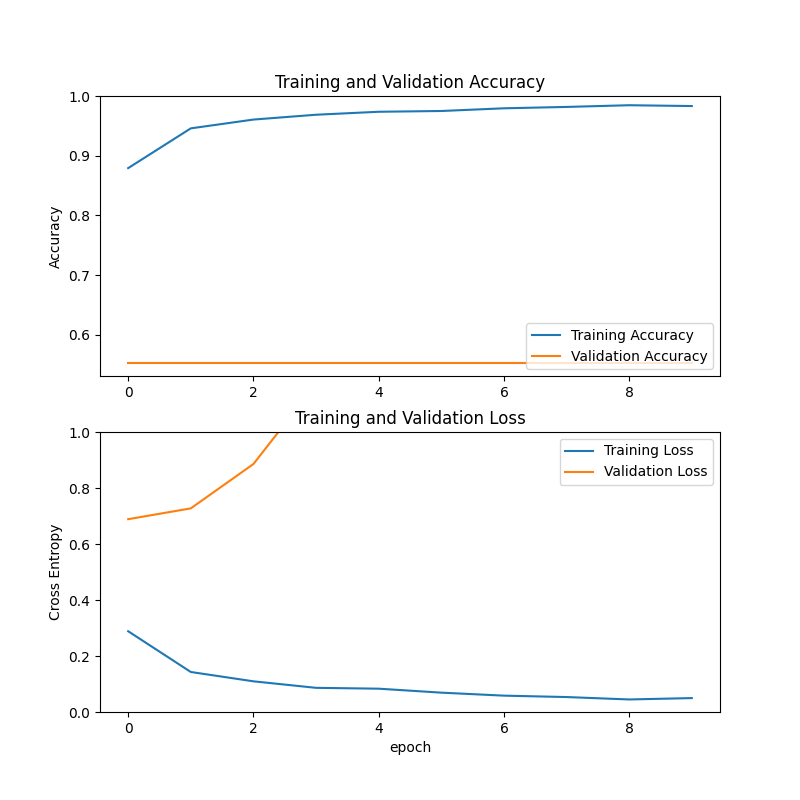 Training and Validation Accuracy
1.0
0.9
0.8
0.7
0.6
Accuracy
Training Accuracy
Validation Accuracy
0 2 4 6 8
Training and Validation Loss
1.0
0.8
0.6
0.4
0.2
0.0
Cross Entropy
Training Loss
Validation Loss
0 2 4 6 8
epoch